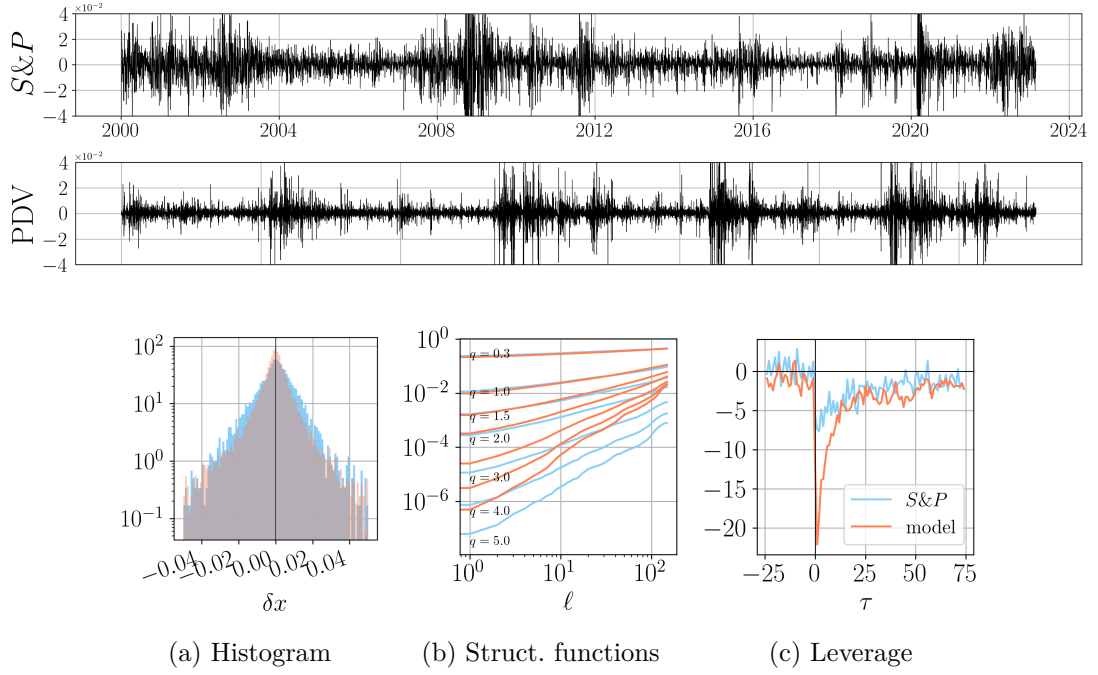 ×10⁻²
S&P
4
2
0
−2
−4
2000 2004 2008 2012 2016 2020 2024
×10⁻²
PDV
4
2
0
−2
−4
10²
10¹
10⁰
10⁻¹
−0.04 −0.02 0.00 0.02 0.04
δx
(a) Histogram
10⁰
10⁻²
10⁻⁴
10⁻⁶
q = 0.3
q = 1.0
q = 1.5
q = 2.0
q = 3.0
q = 4.0
q = 5.0
10⁰ 10¹ 10²
ℓ
(b) Struct. functions
0
−5
−10
−15
−20
S&P
model
−25 0 25 50 75
τ
(c) Leverage